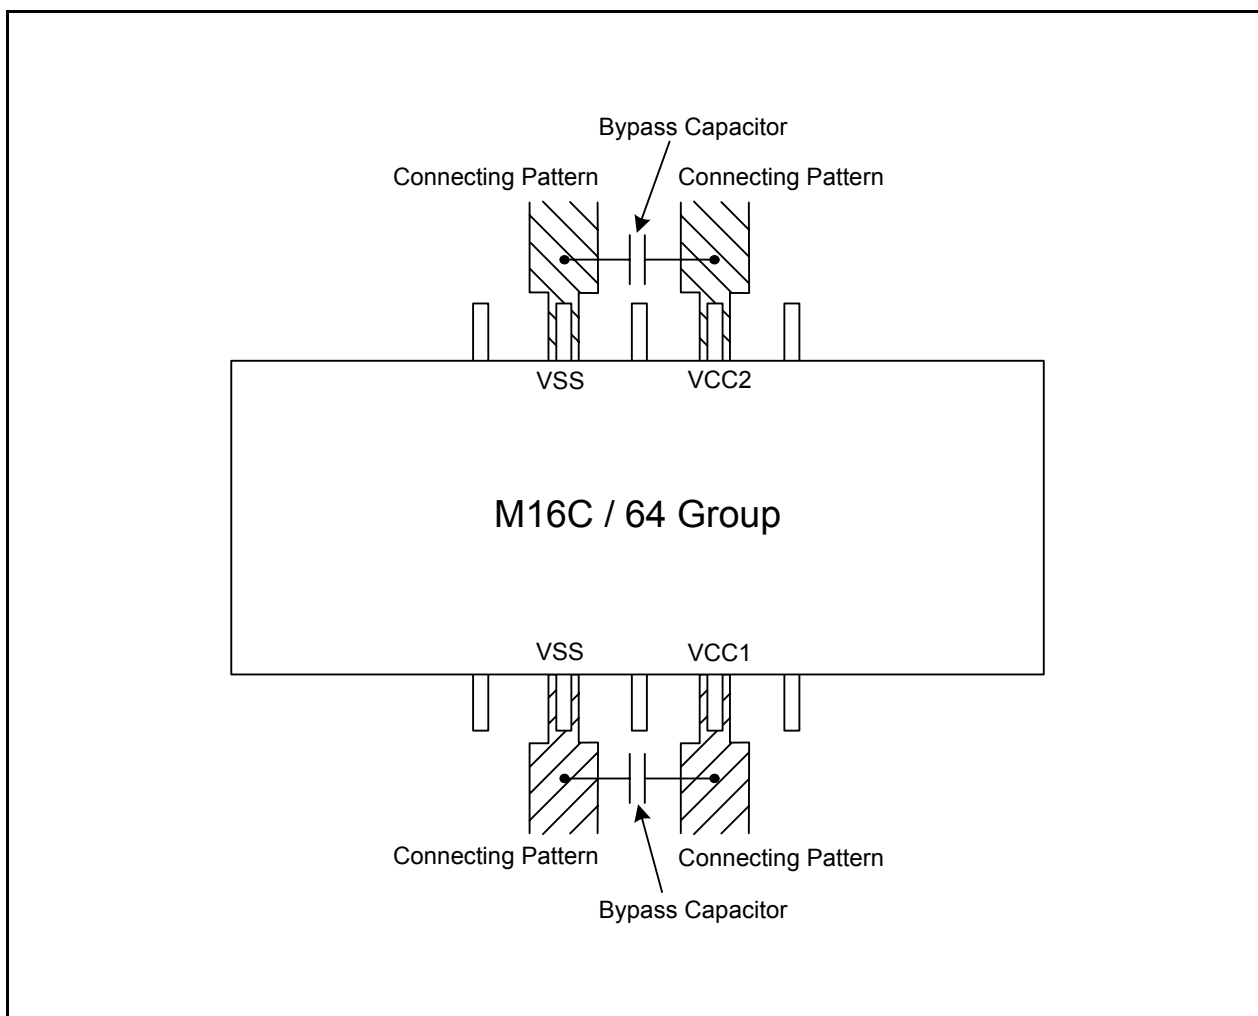 Bypass Capacitor
Connecting Pattern
Connecting Pattern
VSS
VCC2
M16C / 64 Group
VSS
VCC1
Connecting Pattern
Connecting Pattern
Bypass Capacitor